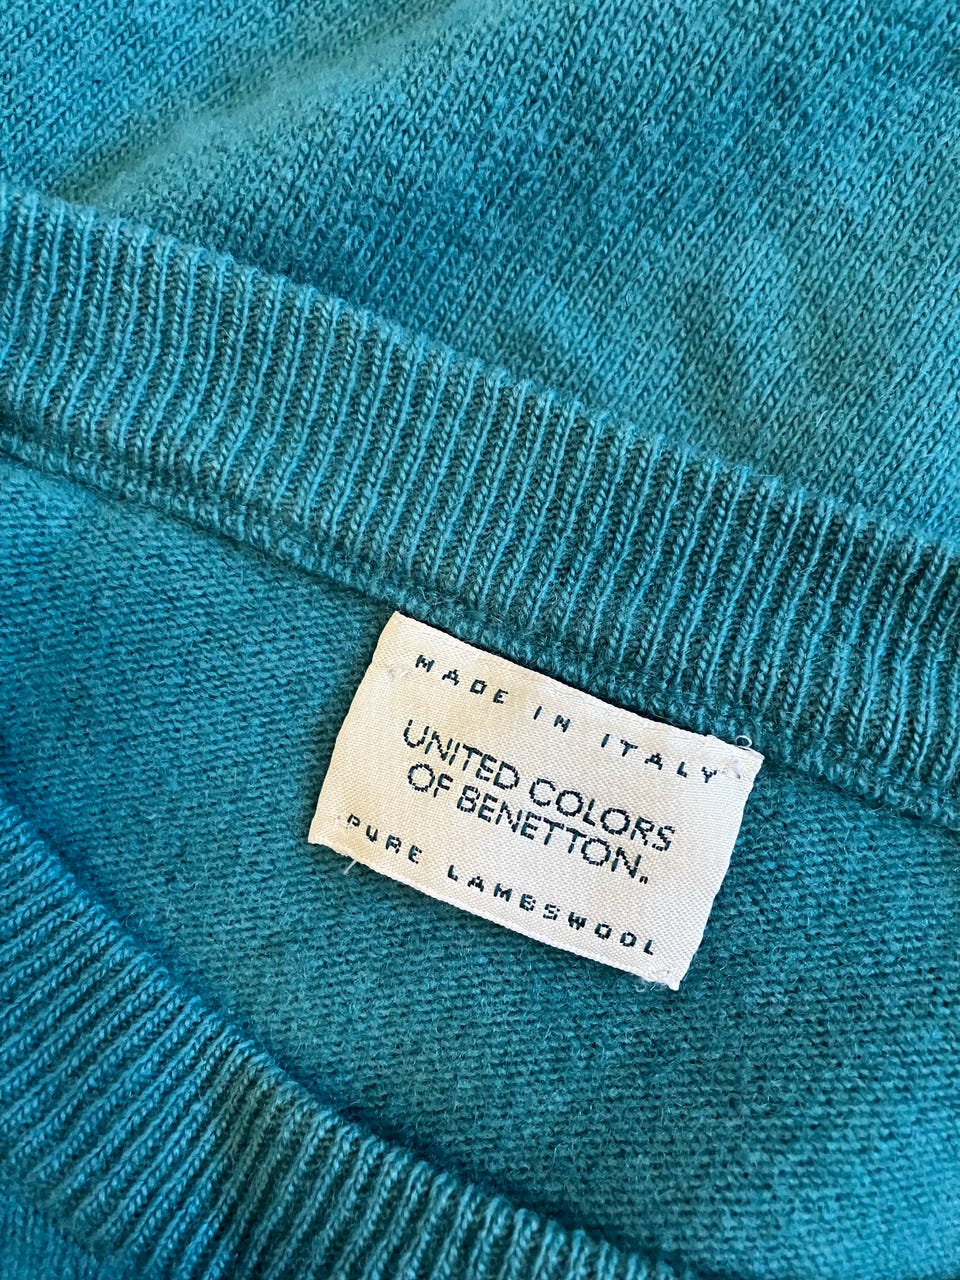 MADE IN ITALY
UNITED COLORS
OF BENETTON.
PURE LAMBSWOOL